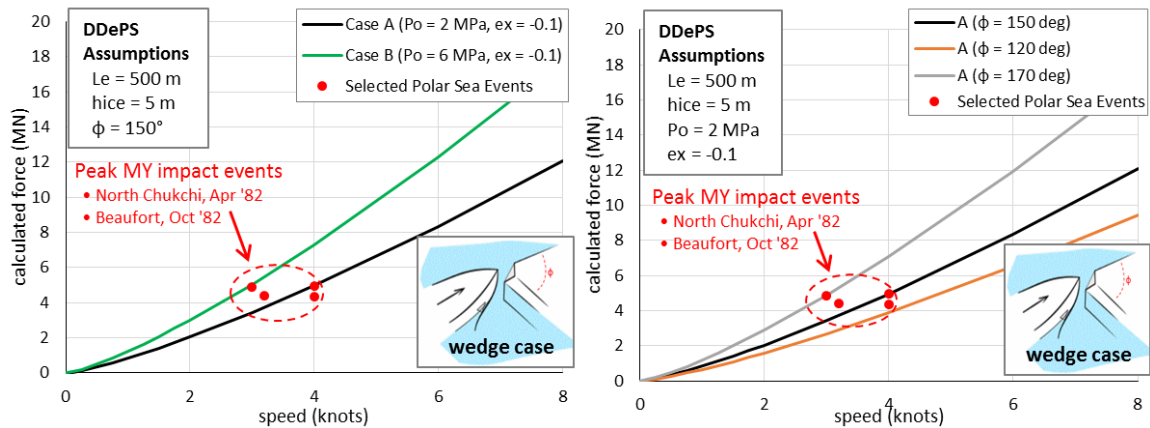 20
18
16
14
12
10
8
6
4
2
0
calculated force (MN)
DDePS
Assumptions
Le = 500 m
hice = 5 m
ϕ = 150°
Case A (Po = 2 MPa, ex = -0.1)
Case B (Po = 6 MPa, ex = -0.1)
Selected Polar Sea Events
Peak MY impact events
• North Chukchi, Apr '82
• Beaufort, Oct '82
ϕ
wedge case
0 2 4 6 8
speed (knots)
20
18
16
14
12
10
8
6
4
2
0
calculated force (MN)
DDePS
Assumptions
Le = 500 m
hice = 5 m
Po = 2 MPa
ex = -0.1
A (ϕ = 150 deg)
A (ϕ = 120 deg)
A (ϕ = 170 deg)
Selected Polar Sea Events
Peak MY impact events
• North Chukchi, Apr '82
• Beaufort, Oct '82
ϕ
wedge case
0 2 4 6 8
speed (knots)